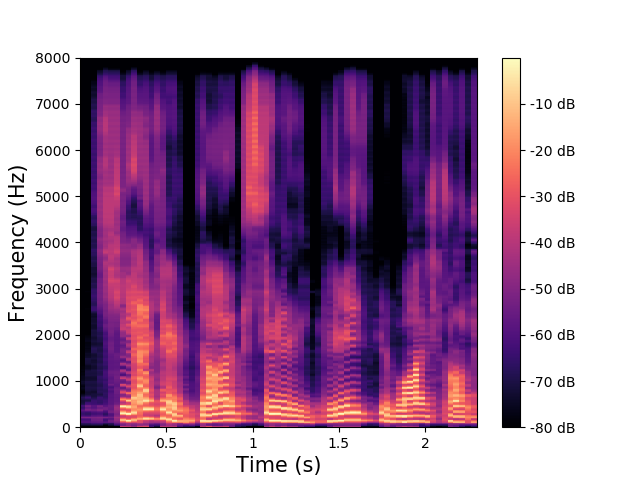 8000
7000
6000
5000
4000
3000
2000
1000
0
Frequency (Hz)
0 0.5 1 1.5 2
Time (s)
-10 dB
-20 dB
-30 dB
-40 dB
-50 dB
-60 dB
-70 dB
-80 dB